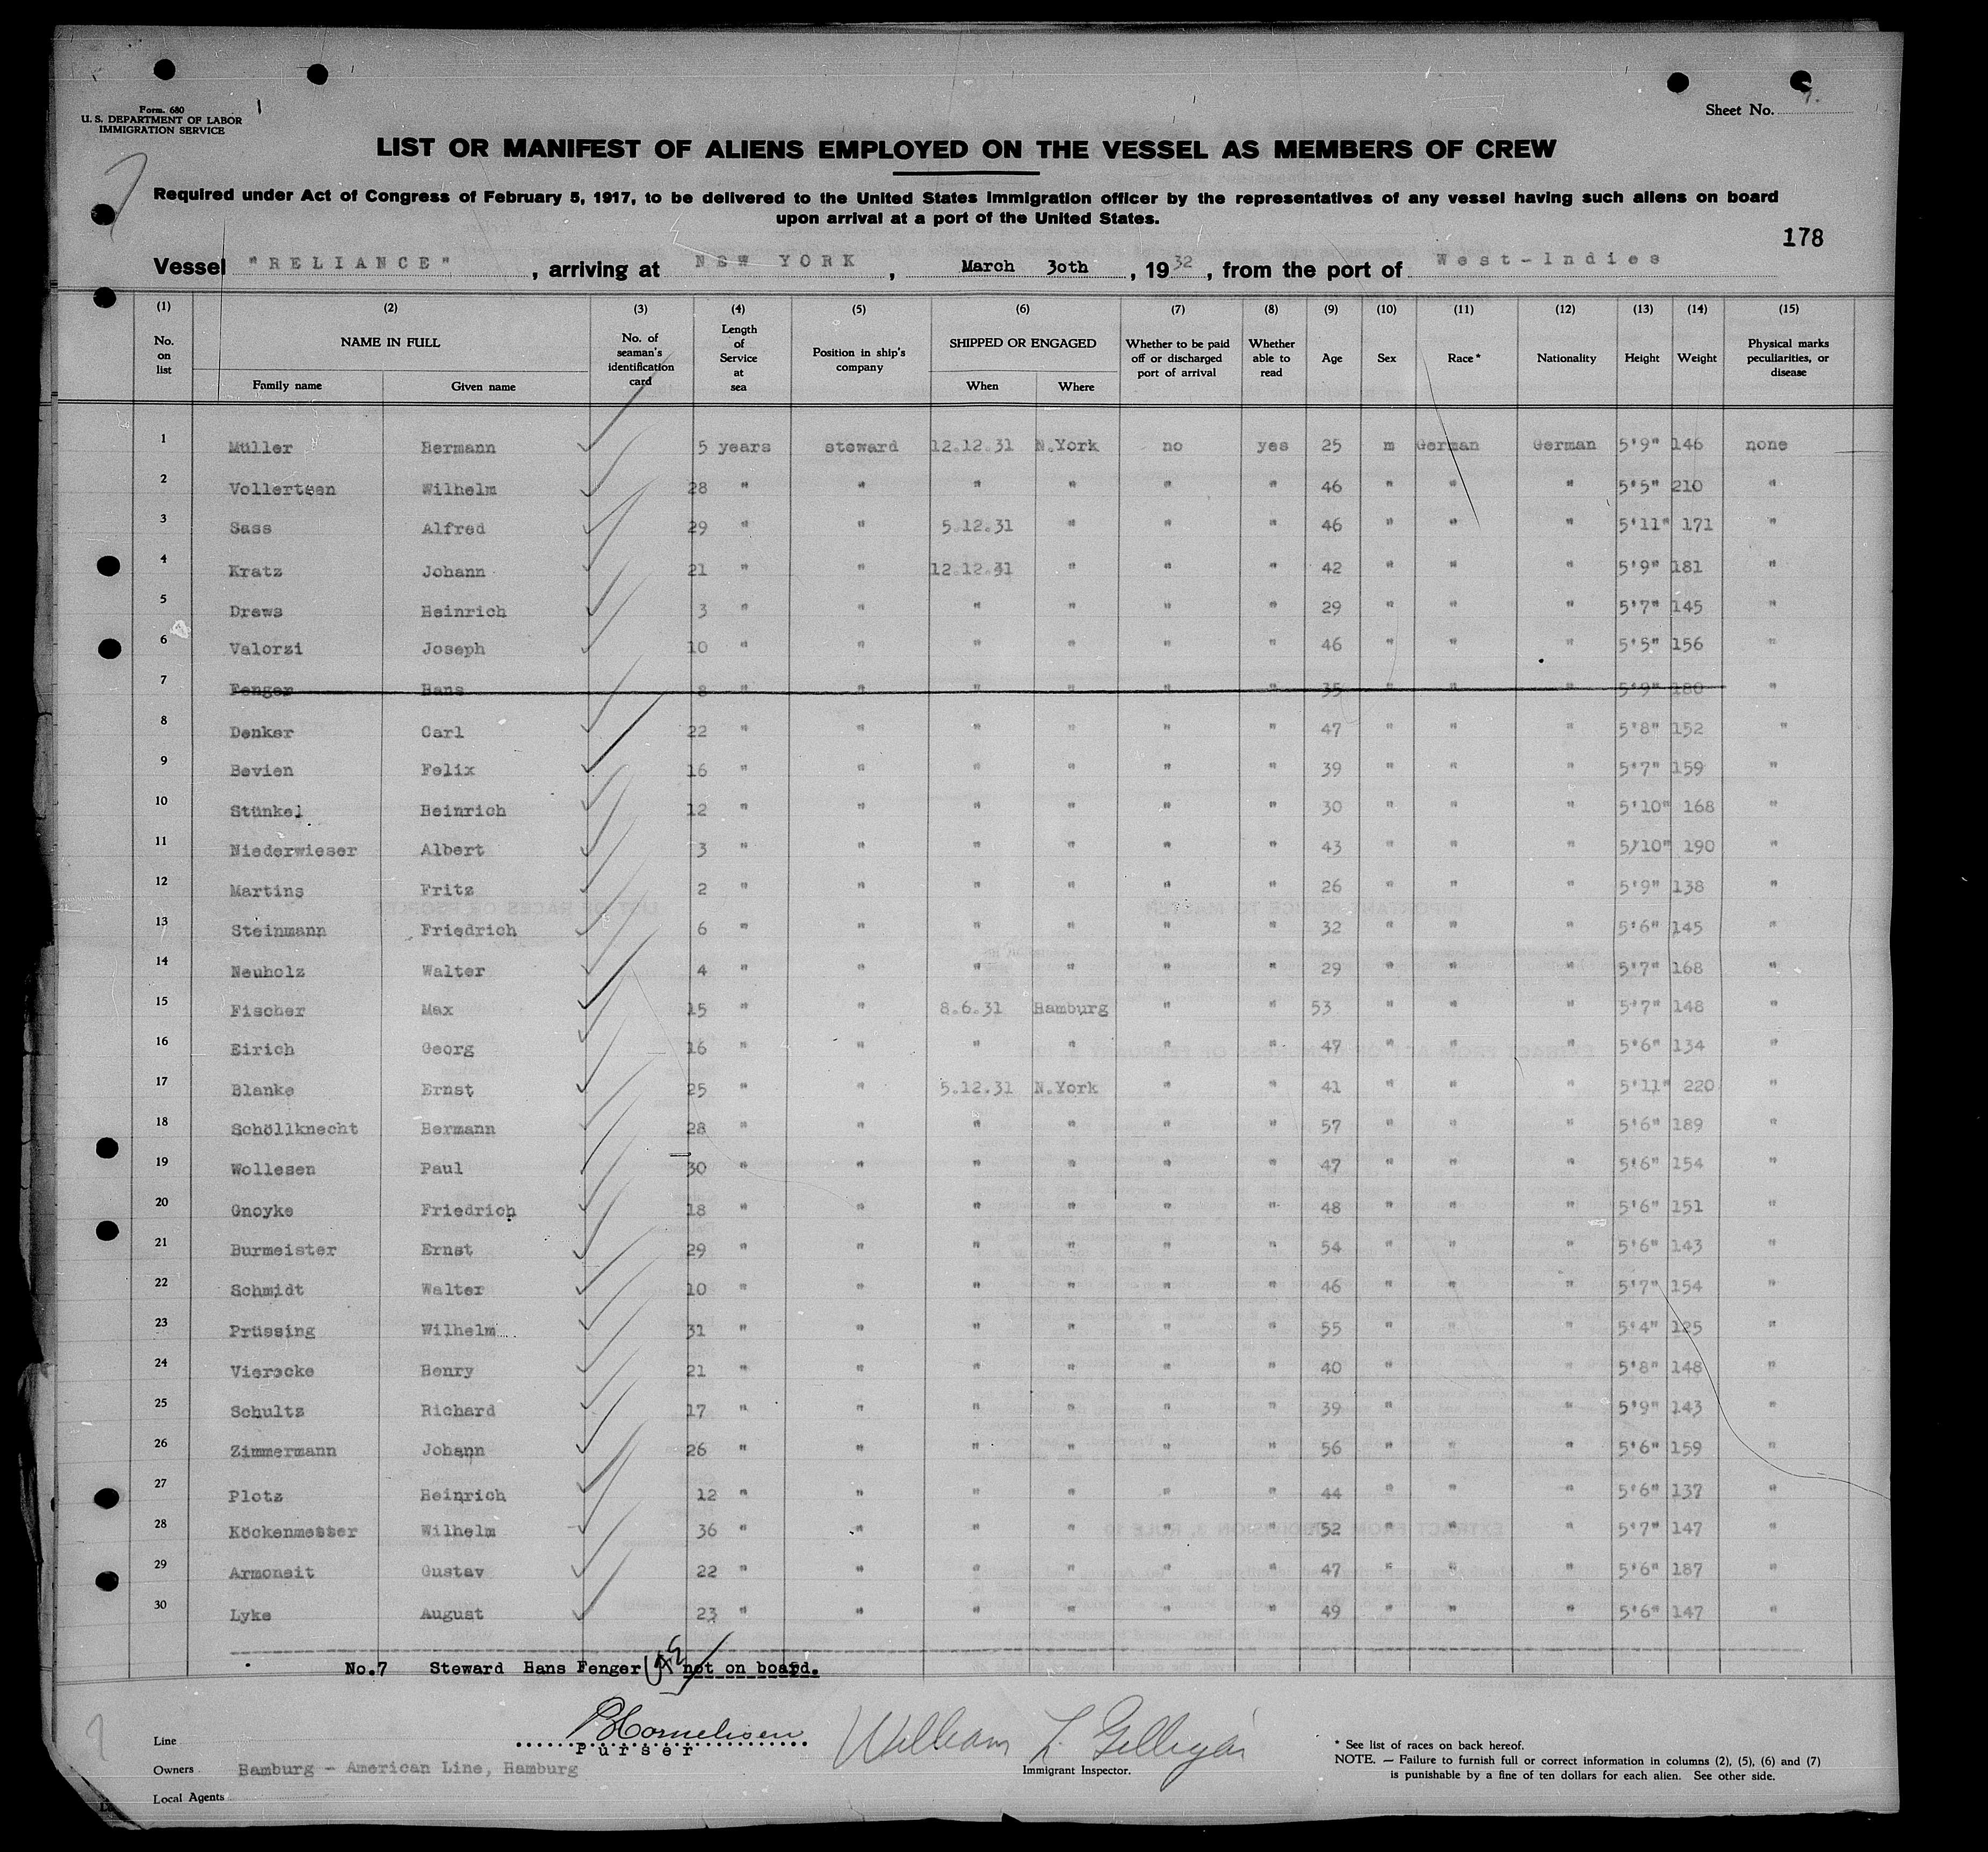 Form. 680
U. S. DEPARTMENT OF LABOR
IMMIGRATION SERVICE
Sheet No. 7.
LIST OR MANIFEST OF ALIENS EMPLOYED ON THE VESSEL AS MEMBERS OF CREW
Required under Act of Congress of February 5, 1917, to be delivered to the United States Immigration officer by the representatives of any vessel having such aliens on board
upon arrival at a port of the United States.
178
Vessel "RELIANCE" , arriving at NEW YORK , March 3oth , 1932 , from the port of West-Indies
(1) (2) (3) (4) (5) (6) (7) (8) (9) (10) (11) (12) (13) (14) (15)
No. on list NAME IN FULL Family name Given name No. of seaman's identification card Length of Service at sea Position in ship's company SHIPPED OR ENGAGED When Where Whether to be paid off or discharged port of arrival Whether able to read Age Sex Race * Nationality Height Weight Physical marks peculiarities, or disease
1 Müller Hermann 5 years steward 12.12.31 N.York no yes 25 m German German 5'9" 146 none
2 Vollertsen Wilhelm 28 " " " " " " 46 " " " 5'5" 210 "
3 Sass Alfred 29 " " 5.12.31 " " " 46 " " " 5'11" 171 "
4 Kratz Johann 21 " " 12.12.31 " " " 42 " " " 5'9" 181 "
5 Drews Heinrich 3 " " " " " " 29 " " " 5'7" 145 "
6 Valorzi Joseph 10 " " " " " " 46 " " " 5'5" 156 "
7 Fenger Hans 8 " " " " " " 35 " " " 5'9" 180 "
8 Denker Carl 22 " " " " " " 47 " " " 5'8" 152 "
9 Bevien Felix 16 " " " " " " 39 " " " 5'7" 159 "
10 Stünkel Heinrich 12 " " " " " " 30 " " " 5'10" 168 "
11 Niederwieser Albert 3 " " " " " " 43 " " " 5/10" 190 "
12 Martins Fritz 2 " " " " " " 26 " " " 5'9" 138 "
13 Steinmann Friedrich 6 " " " " " " 32 " " " 5'6" 145 "
14 Neuholz Walter 4 " " " " " " 29 " " " 5'7" 168 "
15 Fischer Max 15 " " 8.6.31 Hamburg " " 53 " " " 5'7" 148 "
16 Eirich Georg 16 " " " " " " 47 " " " 5'6" 134 "
17 Blanke Ernst 25 " " 5.12.31 N.York " " 41 " " " 5'11" 220 "
18 Schöllknecht Hermann 28 " " " " " " 57 " " " 5'6" 189 "
19 Wollesen Paul 30 " " " " " " 47 " " " 5'6" 154 "
20 Gnoyke Friedrich 18 " " " " " " 48 " " " 5'6" 151 "
21 Burmeister Ernst 29 " " " " " " 54 " " " 5'6" 143 "
22 Schmidt Walter 10 " " " " " " 46 " " " 5'7" 154 "
23 Prüssing Wilhelm 31 " " " " " " 55 " " " 5'4" 125 "
24 Vierecke Henry 21 " " " " " " 40 " " " 5'8" 148 "
25 Schultz Richard 17 " " " " " " 39 " " " 5'9" 143 "
26 Zimmermann Johann 26 " " " " " " 56 " " " 5'6" 159 "
27 Plotz Heinrich 12 " " " " " " 44 " " " 5'6" 137 "
28 Köckenmesser Wilhelm 36 " " " " " " 52 " " " 5'7" 147 "
29 Armoneit Gustav 22 " " " " " " 47 " " " 5'6" 187 "
30 Lyke August 23 " " " " " " 49 " " " 5'6" 147 "
No.7 Steward Hans Fenger not on board.
Line
Purser
William L. Gilligan
Immigrant Inspector.
Owners Hamburg - American Line, Hamburg
Local Agents
* See list of races on back hereof.
NOTE. — Failure to furnish full or correct information in columns (2), (5), (6) and (7)
is punishable by a fine of ten dollars for each alien. See other side.